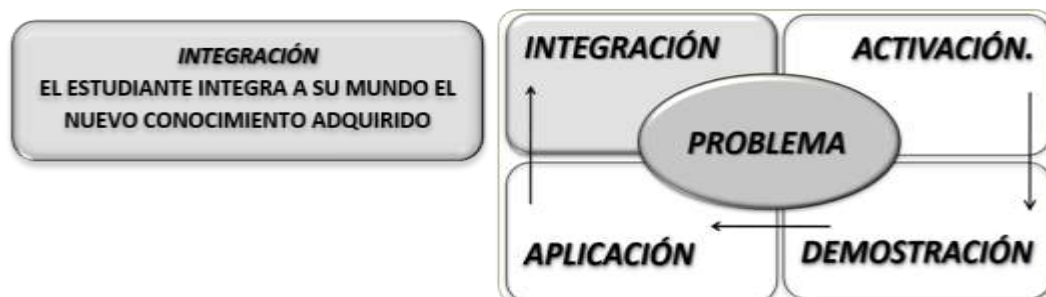 INTEGRACIÓN
EL ESTUDIANTE INTEGRA A SU MUNDO EL
NUEVO CONOCIMIENTO ADQUIRIDO
INTEGRACIÓN
ACTIVACIÓN.
PROBLEMA
APLICACIÓN
DEMOSTRACIÓN